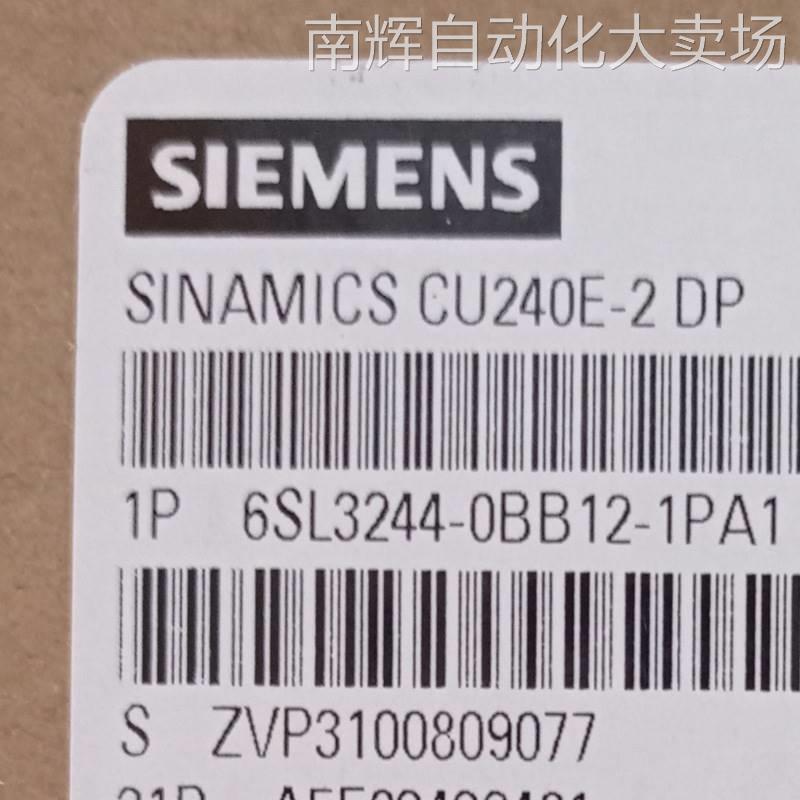 南辉自动化大卖场
SIEMENS
SINAMICS CU240E-2 DP
1P 6SL3244-0BB12-1PA1
S ZVP3100809077